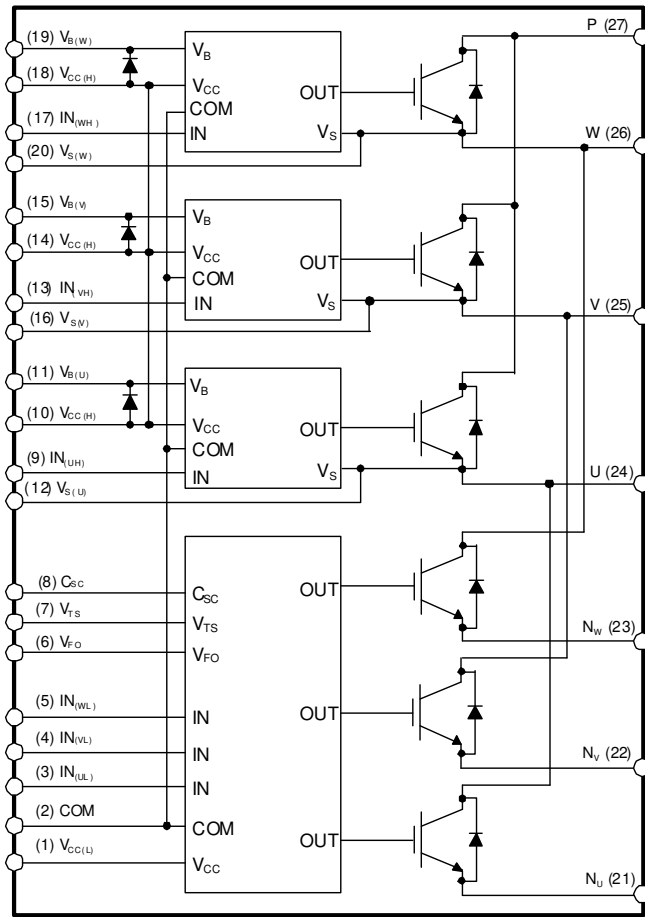 (19) VB(W)
VB
P (27)
(18) VCC(H)
VCC
OUT
COM
(17) IN(WH)
IN
VS
W (26)
(20) VS(W)
(15) VB(V)
VB
(14) VCC(H)
VCC
OUT
COM
(13) IN(VH)
IN
VS
V (25)
(16) VS(V)
(11) VB(U)
VB
(10) VCC(H)
VCC
OUT
COM
(9) IN(UH)
IN
VS
U (24)
(12) VS(U)
(8) CSC
CSC
OUT
(7) VTS
VTS
NW (23)
(6) VFO
VFO
(5) IN(WL)
IN
OUT
(4) IN(VL)
IN
NV (22)
(3) IN(UL)
IN
(2) COM
COM
OUT
(1) VCC(L)
VCC
NU (21)